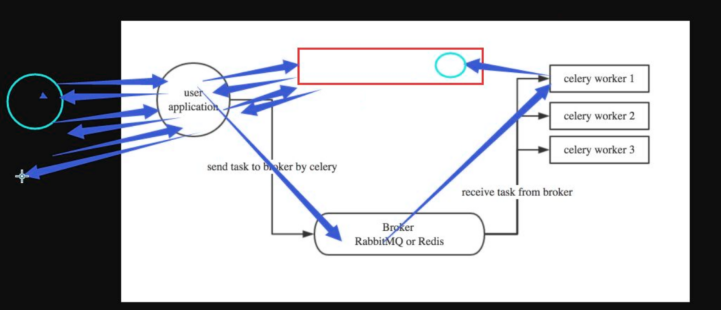 user
application
celery worker 1
celery worker 2
celery worker 3
send task to broker by celery
receive task from broker
Broker
RabbitMQ or Redis